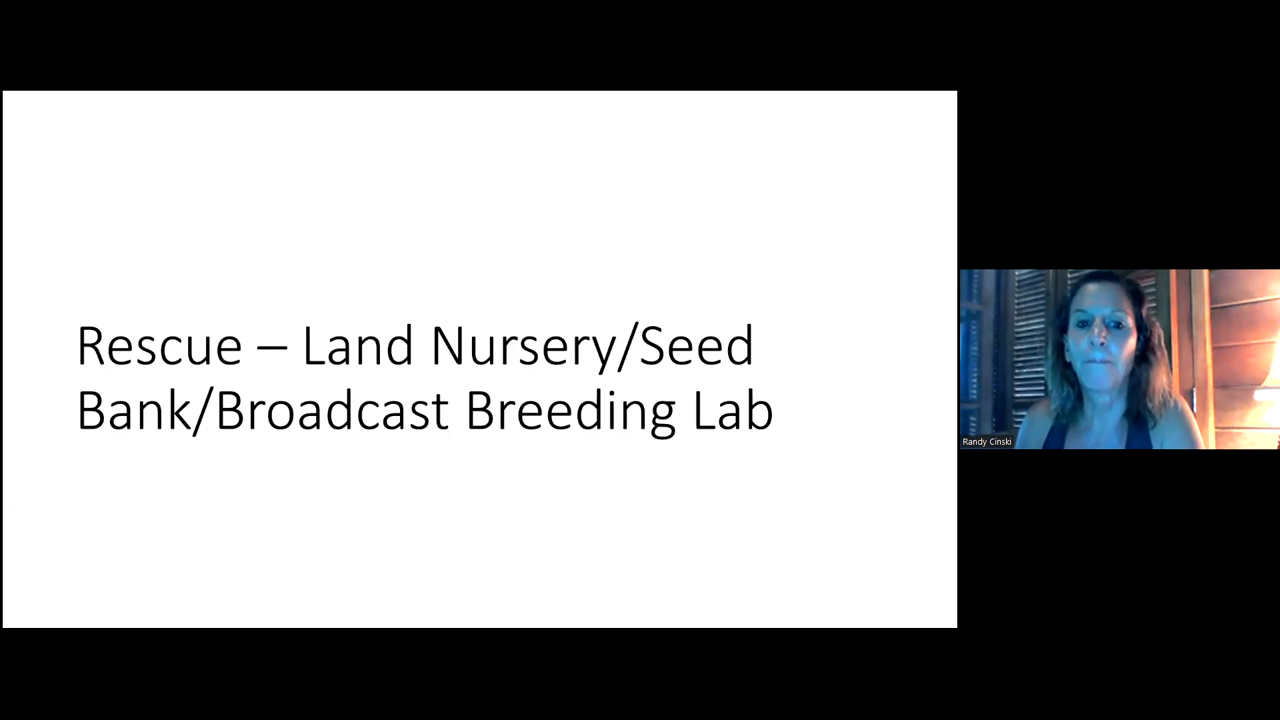 Rescue – Land Nursery/Seed
Bank/Broadcast Breeding Lab
Randy Cinski